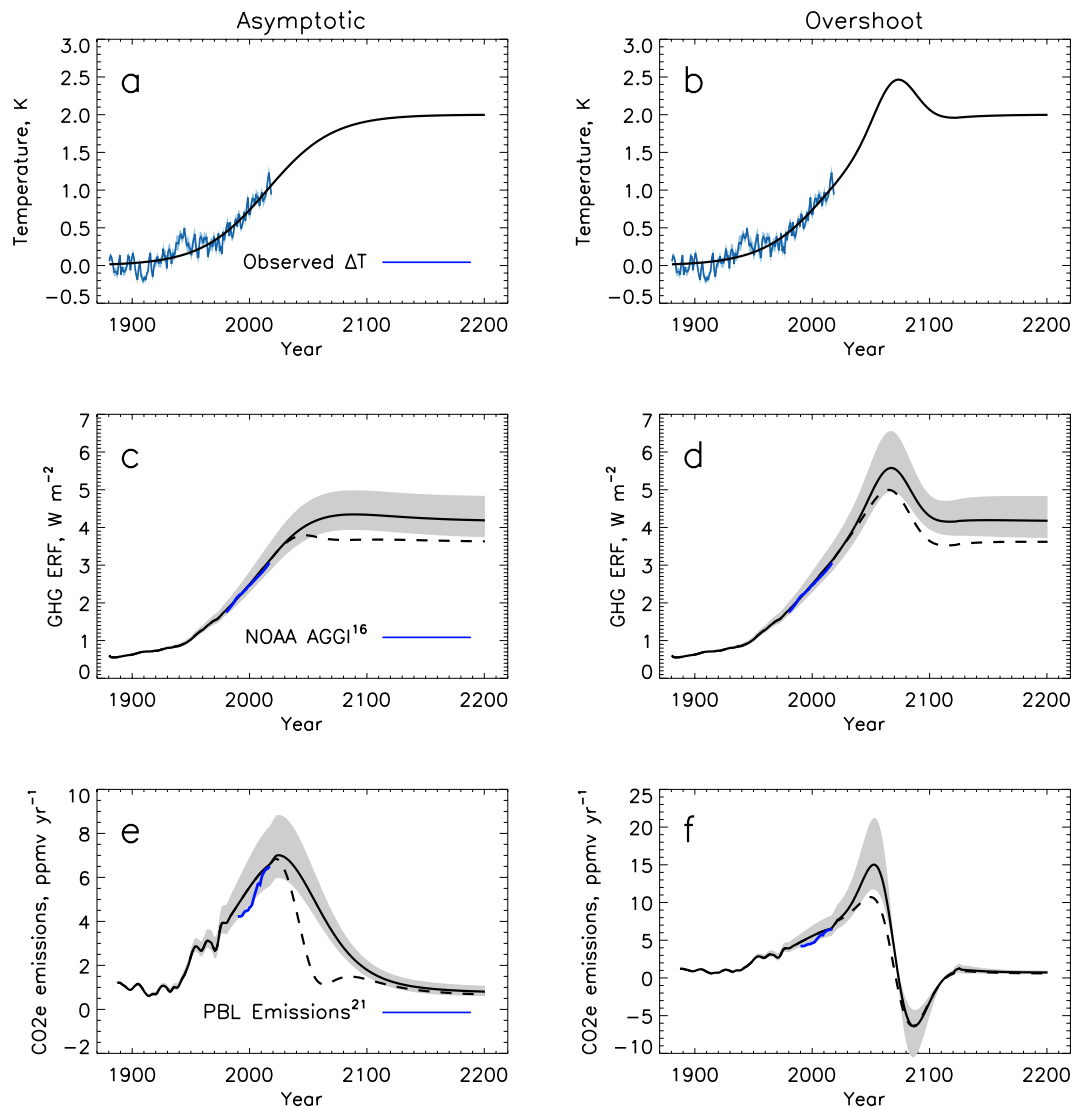 Asymptotic
Overshoot
3.0
2.5
2.0
1.5
1.0
0.5
0.0
−0.5
Temperature, K
a
Observed ΔT
1900 2000 2100 2200
Year
3.0
2.5
2.0
1.5
1.0
0.5
0.0
−0.5
Temperature, K
b
1900 2000 2100 2200
Year
7
6
5
4
3
2
1
0
GHG ERF, W m⁻²
c
NOAA AGGI¹⁶
1900 2000 2100 2200
Year
7
6
5
4
3
2
1
0
GHG ERF, W m⁻²
d
1900 2000 2100 2200
Year
10
8
6
4
2
0
−2
CO2e emissions, ppmv yr⁻¹
e
PBL Emissions²¹
1900 2000 2100 2200
Year
25
20
15
10
5
0
−5
−10
CO2e emissions, ppmv yr⁻¹
f
1900 2000 2100 2200
Year